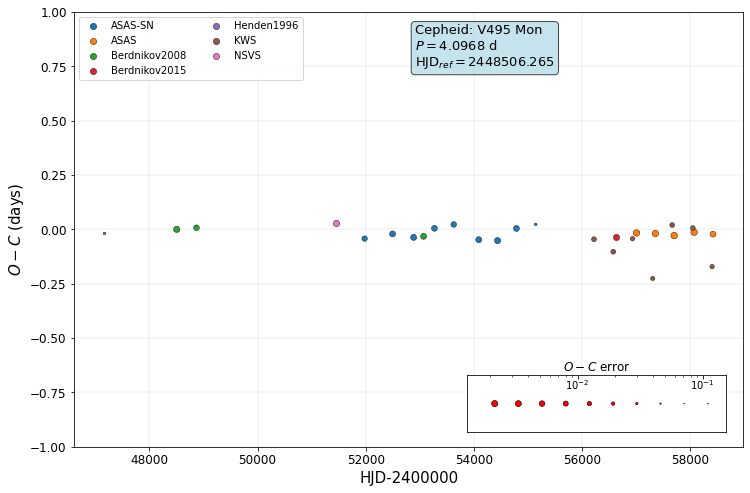 ASAS-SN
ASAS
Berdnikov2008
Berdnikov2015
Henden1996
KWS
NSVS
Cepheid: V495 Mon
P = 4.0968 d
HJD_ref = 2448506.265
1.00
0.75
0.50
0.25
0.00
−0.25
−0.50
−0.75
−1.00
O − C (days)
O − C error
10^−2 10^−1
48000 50000 52000 54000 56000 58000
HJD-2400000